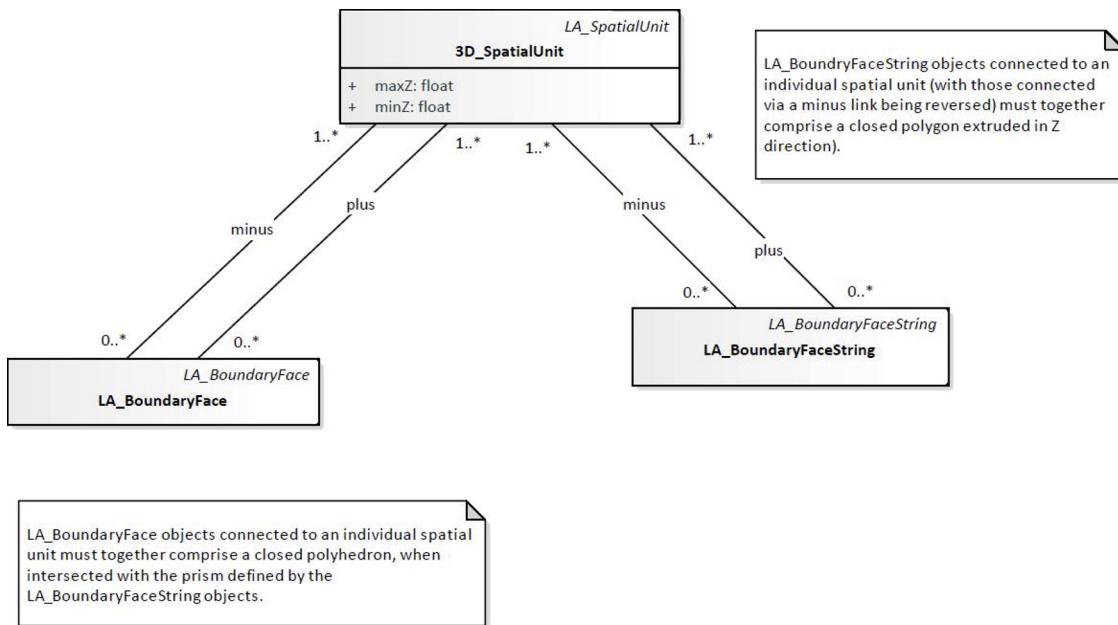 LA_SpatialUnit
3D_SpatialUnit
+ maxZ: float
+ minZ: float
LA_BoundryFaceString objects connected to an
individual spatial unit (with those connected
via a minus link being reversed) must together
comprise a closed polygon extruded in Z
direction).
1..*
1..*
1..*
1..*
minus
plus
minus
plus
0..*
0..*
0..*
0..*
LA_BoundaryFaceString
LA_BoundaryFaceString
LA_BoundaryFace
LA_BoundaryFace
LA_BoundaryFace objects connected to an individual spatial
unit must together comprise a closed polyhedron, when
intersected with the prism defined by the
LA_BoundaryFaceString objects.